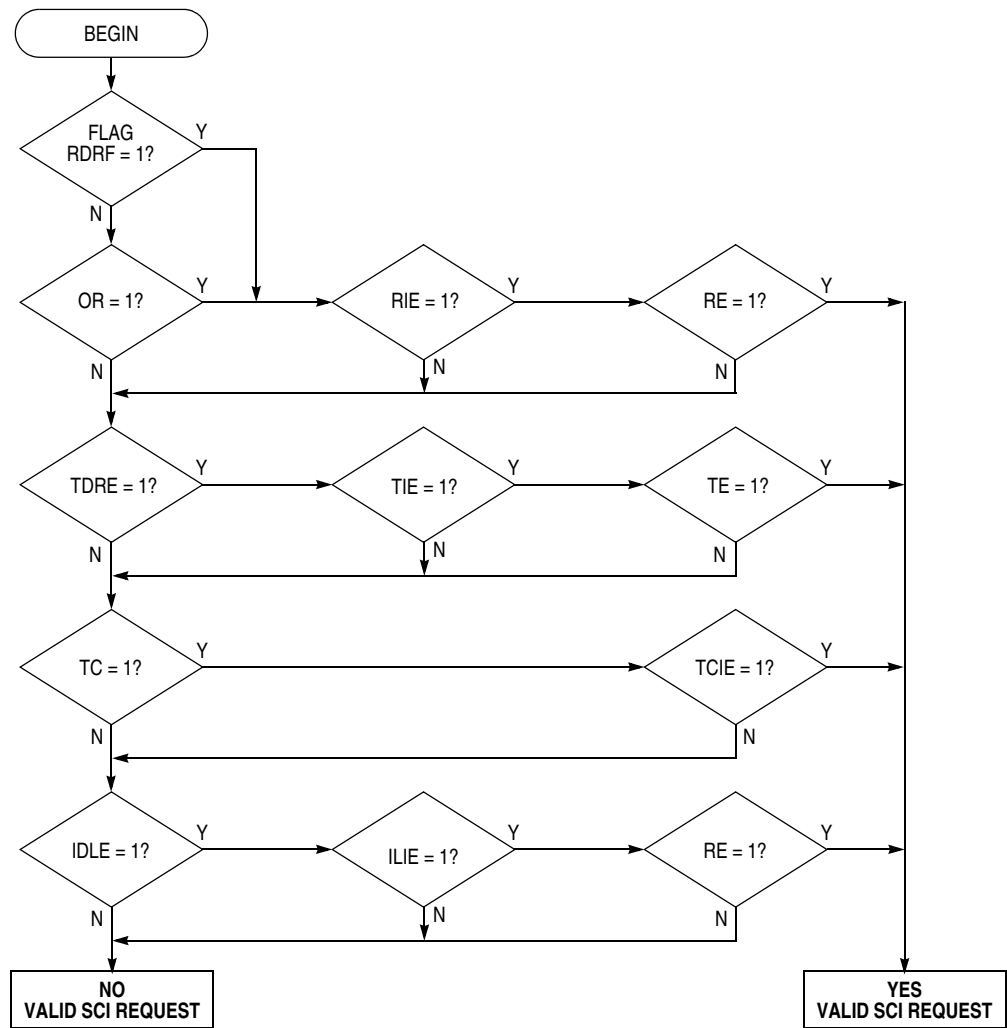 BEGIN
FLAG
RDRF = 1?
Y
N
OR = 1?
Y
RIE = 1?
Y
RE = 1?
Y
N
N
N
TDRE = 1?
Y
TIE = 1?
Y
TE = 1?
Y
N
N
N
TC = 1?
Y
TCIE = 1?
Y
N
N
IDLE = 1?
Y
ILIE = 1?
Y
RE = 1?
Y
N
N
N
NO
VALID SCI REQUEST
YES
VALID SCI REQUEST